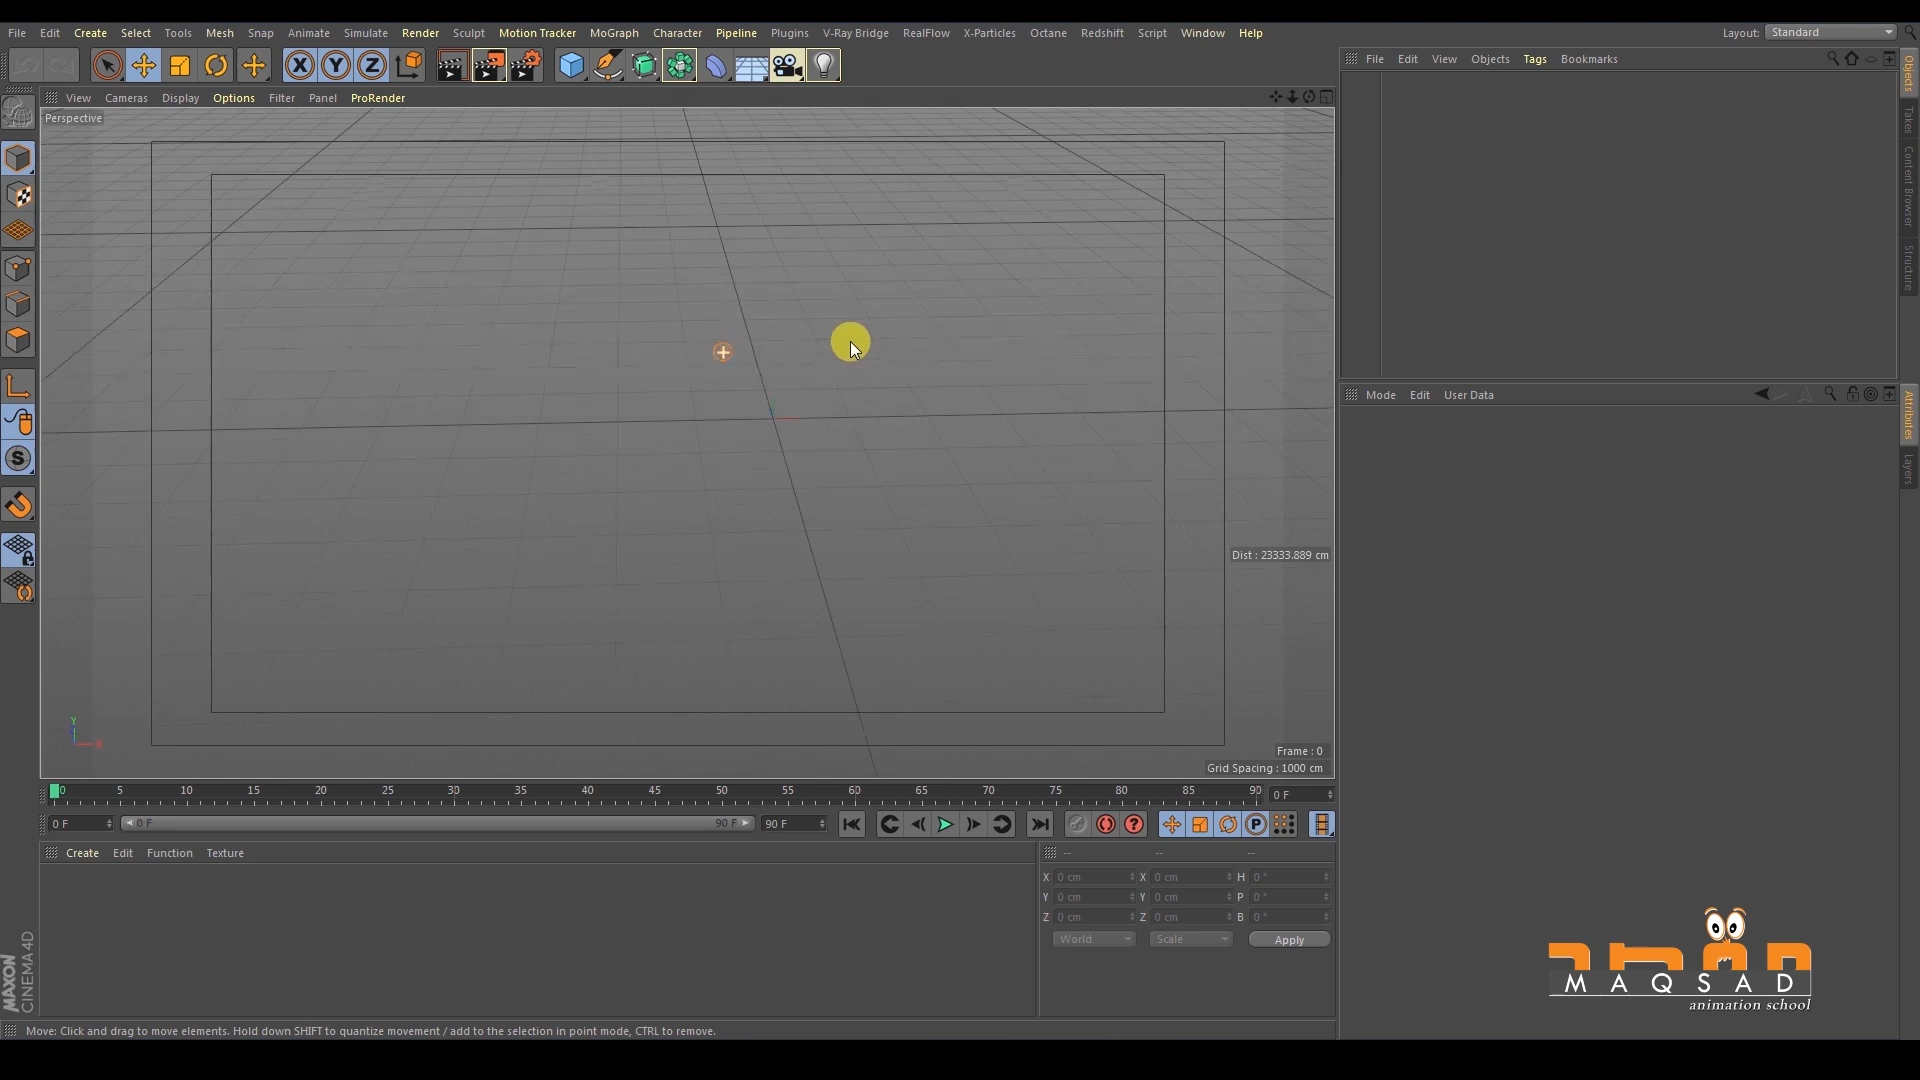 File Edit Create Select Tools Mesh Snap Animate Simulate Render Sculpt Motion Tracker MoGraph Character Pipeline Plugins V-Ray Bridge RealFlow X-Particles Octane Redshift Script Window Help
Layout: Standard
X Y Z
File Edit View Objects Tags Bookmarks
View Cameras Display Options Filter Panel ProRender
Perspective
Objects
Takes
Content Browser
Structure
Mode Edit User Data
Attributes
Layers
S
Dist : 23333.889 cm
Y
X
Frame : 0
Grid Spacing : 1000 cm
0 5 10 15 20 25 30 35 40 45 50 55 60 65 70 75 80 85 90 0 F
0 F 0 F 90 F 90 F ? P
Create Edit Function Texture
-- -- --
X 0 cm X 0 cm H 0 °
Y 0 cm Y 0 cm P 0 °
Z 0 cm Z 0 cm B 0 °
World Scale Apply
MAXON
CINEMA 4D
MAQSAD
animation school
Move: Click and drag to move elements. Hold down SHIFT to quantize movement / add to the selection in point mode, CTRL to remove.